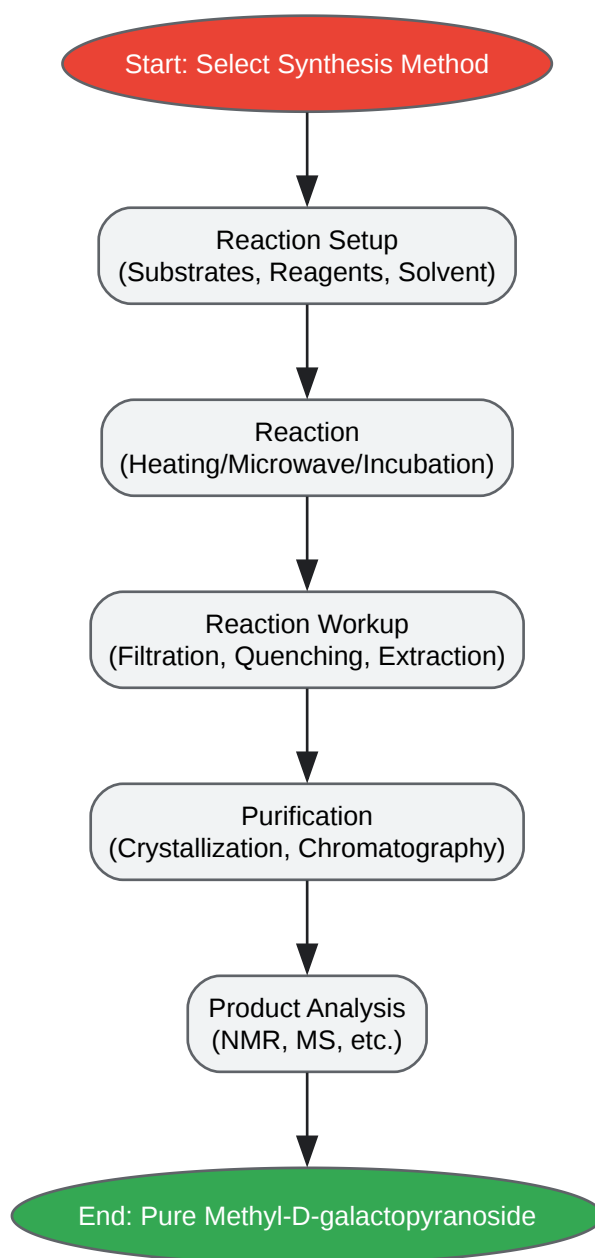 Start: Select Synthesis Method
Reaction Setup
(Substrates, Reagents, Solvent)
Reaction
(Heating/Microwave/Incubation)
Reaction Workup
(Filtration, Quenching, Extraction)
Purification
(Crystallization, Chromatography)
Product Analysis
(NMR, MS, etc.)
End: Pure Methyl-D-galactopyranoside